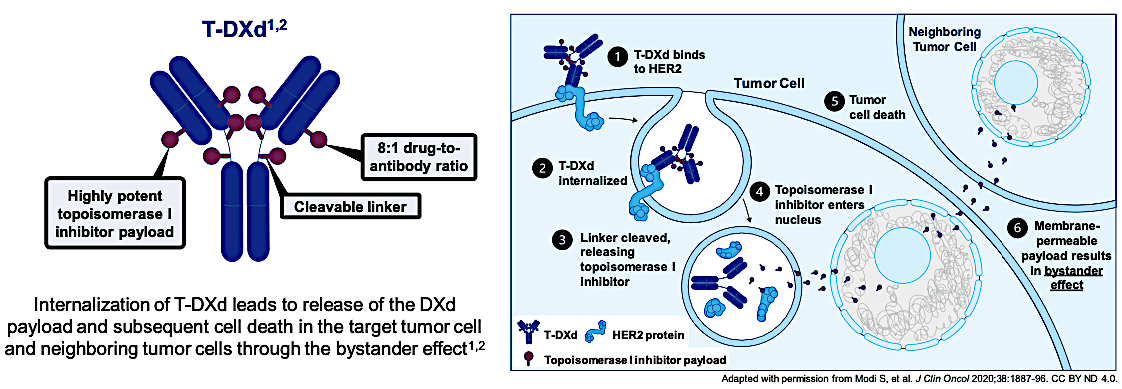 T-DXd1,2
8:1 drug-to-
antibody ratio
Highly potent
topoisomerase I
inhibitor payload
Cleavable linker
Internalization of T-DXd leads to release of the DXd
payload and subsequent cell death in the target tumor cell
and neighboring tumor cells through the bystander effect1,2
1
T-DXd binds
to HER2
Tumor Cell
Neighboring
Tumor Cell
5
Tumor
cell death
2
T-DXd
internalized
4
Topoisomerase I
inhibitor enters
nucleus
3
Linker cleaved,
releasing
topoisomerase I
Inhibitor
6
Membrane-
permeable
payload results
in bystander
effect
T-DXd
HER2 protein
Topoisomerase I inhibitor payload
Adapted with permission from Modi S, et al. J Clin Oncol 2020;38:1887-96. CC BY ND 4.0.